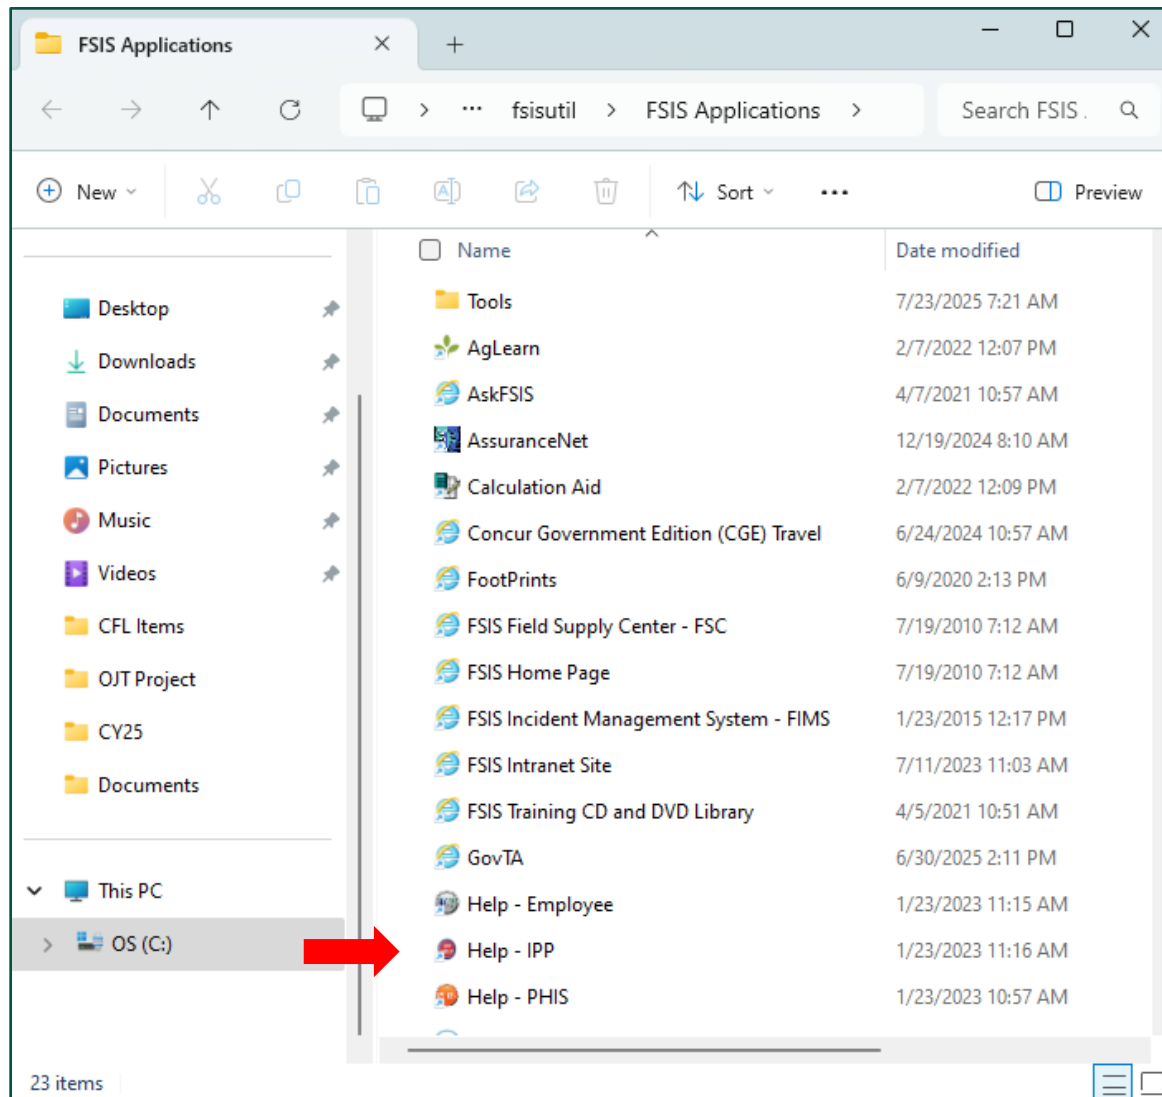 FSIS Applications
fsisutil > FSIS Applications >
Search FSIS .
New
Sort
Preview
Name
Date modified
Desktop
Downloads
Documents
Pictures
Music
Videos
CFL Items
OJT Project
CY25
Documents
This PC
OS (C:)
Tools 7/23/2025 7:21 AM
AgLearn 2/7/2022 12:07 PM
AskFSIS 4/7/2021 10:57 AM
AssuranceNet 12/19/2024 8:10 AM
Calculation Aid 2/7/2022 12:09 PM
Concur Government Edition (CGE) Travel 6/24/2024 10:57 AM
FootPrints 6/9/2020 2:13 PM
FSIS Field Supply Center - FSC 7/19/2010 7:12 AM
FSIS Home Page 7/19/2010 7:12 AM
FSIS Incident Management System - FIMS 1/23/2015 12:17 PM
FSIS Intranet Site 7/11/2023 11:03 AM
FSIS Training CD and DVD Library 4/5/2021 10:51 AM
GovTA 6/30/2025 2:11 PM
Help - Employee 1/23/2023 11:15 AM
Help - IPP 1/23/2023 11:16 AM
Help - PHIS 1/23/2023 10:57 AM
23 items